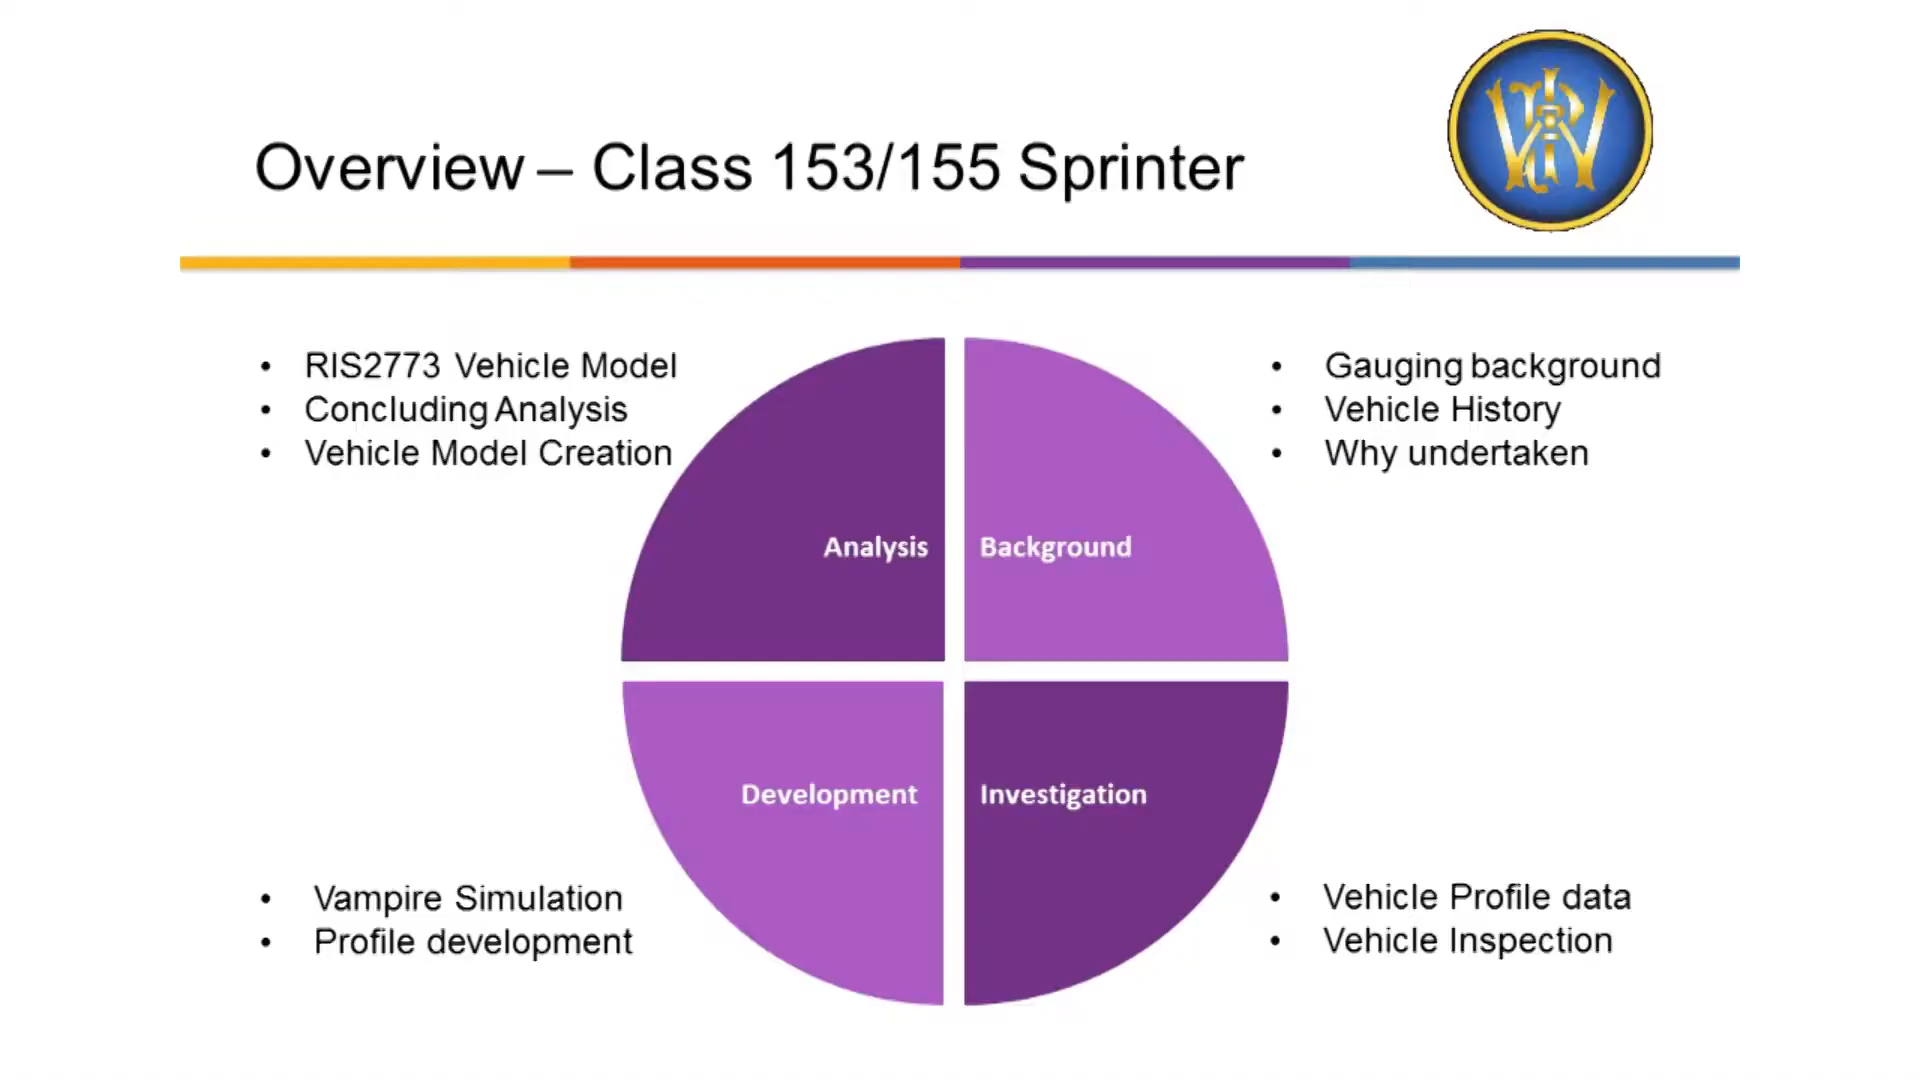 Overview – Class 153/155 Sprinter
• RIS2773 Vehicle Model
• Concluding Analysis
• Vehicle Model Creation
• Gauging background
• Vehicle History
• Why undertaken
Analysis
Background
Development
Investigation
• Vampire Simulation
• Profile development
• Vehicle Profile data
• Vehicle Inspection